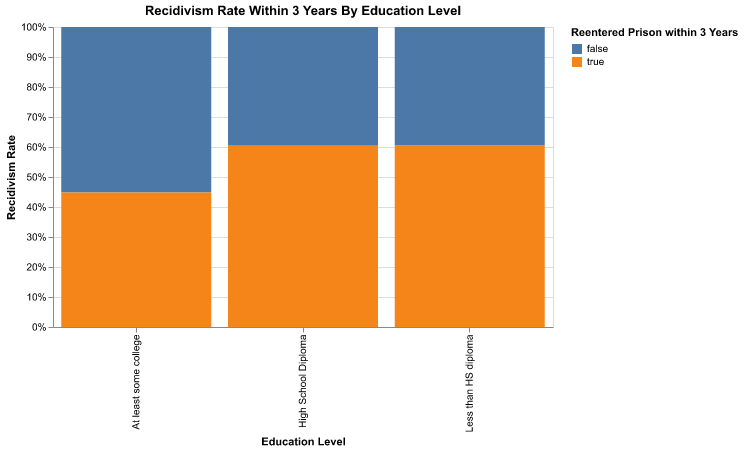 Recidivism Rate Within 3 Years By Education Level
100%
90%
80%
70%
60%
50%
40%
30%
20%
10%
0%
Recidivism Rate
At least some college
High School Diploma
Less than HS diploma
Education Level
Reentered Prison within 3 Years
false
true